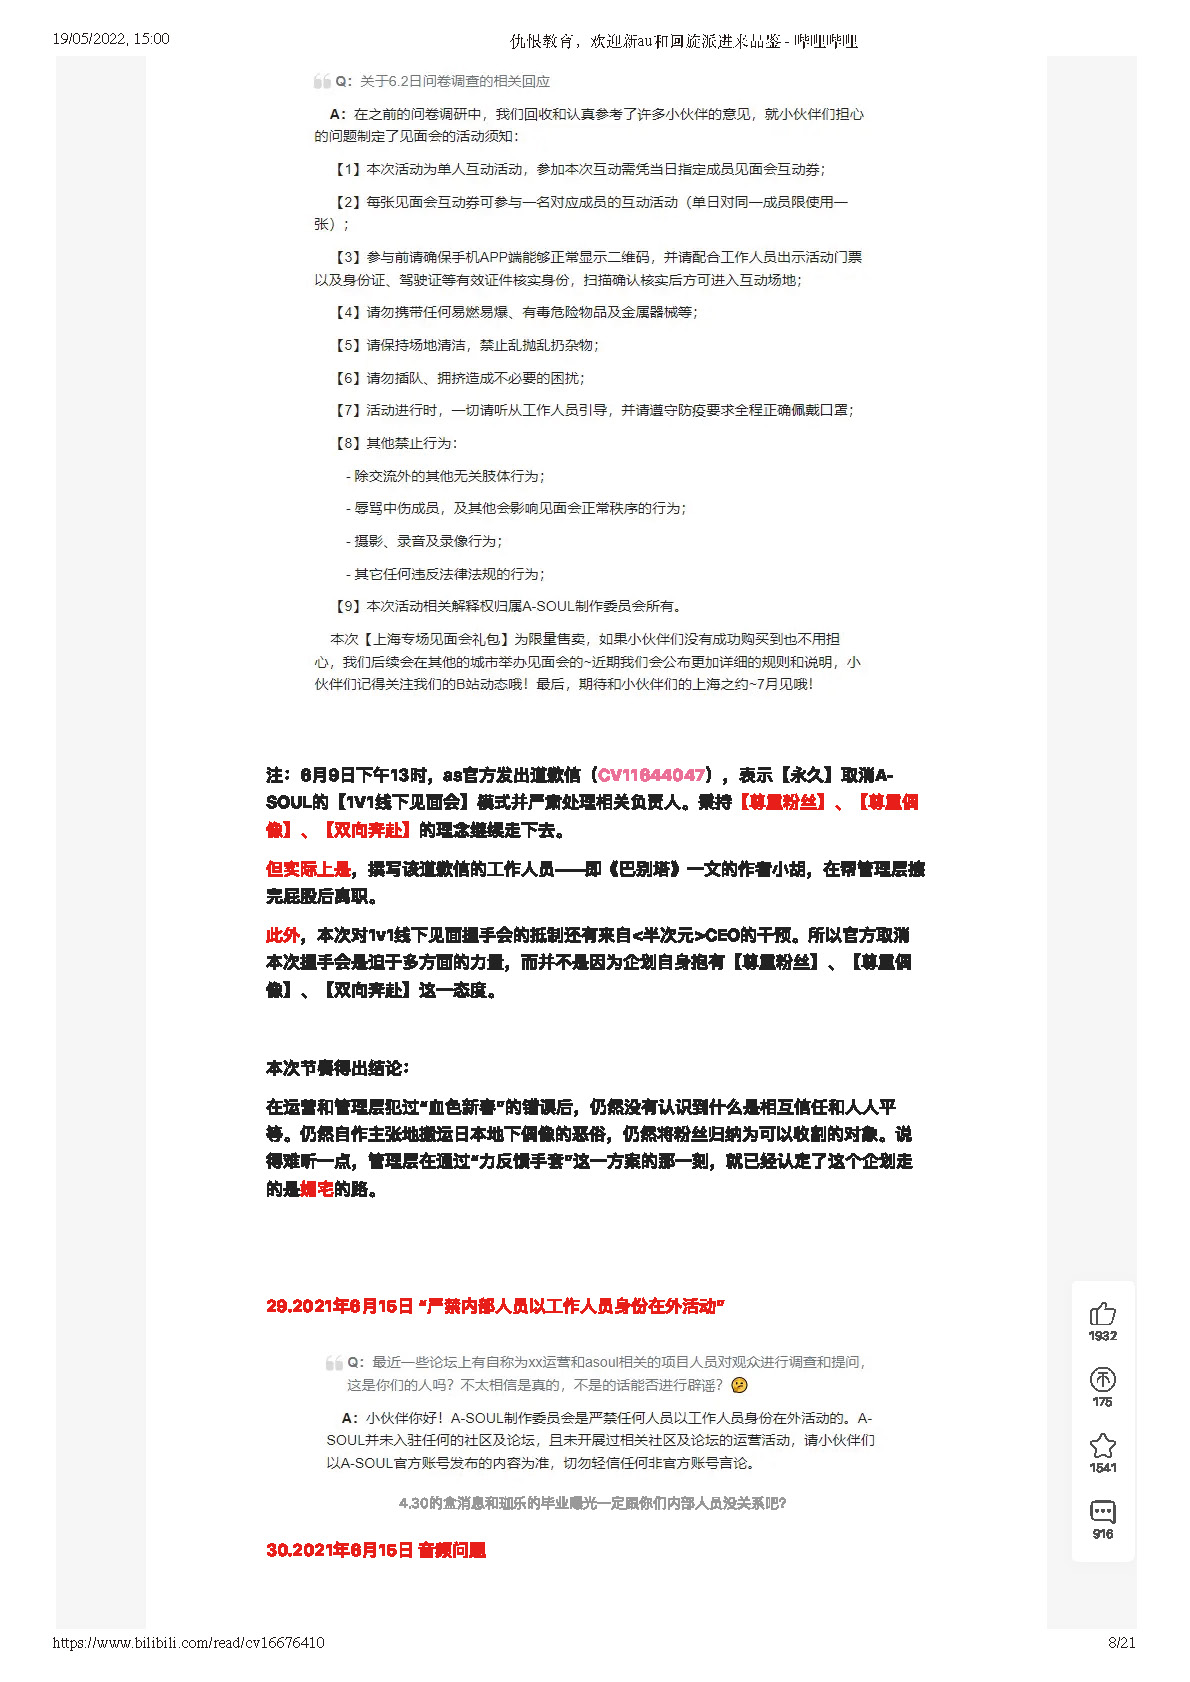 19/05/2022, 15:00
仇恨教育，欢迎新au和回旋派进来品鉴 - 哔哩哔哩
Q：关于6.2日问卷调查的相关回应
A：在之前的问卷调研中，我们回收和认真参考了许多小伙伴的意见，就小伙伴们担心
的问题制定了见面会的活动须知：
【1】本次活动为单人互动活动，参加本次互动需凭当日指定成员见面会互动券；
【2】每张见面会互动券可参与一名对应成员的互动活动（单日对同一成员限使用一
张）；
【3】参与前请确保手机APP端能够正常显示二维码，并请配合工作人员出示活动门票
以及身份证、驾驶证等有效证件核实身份，扫描确认核实后方可进入互动场地；
【4】请勿携带任何易燃易爆、有毒危险物品及金属器械等；
【5】请保持场地清洁，禁止乱抛乱扔杂物；
【6】请勿插队、拥挤造成不必要的困扰；
【7】活动进行时，一切请听从工作人员引导，并请遵守防疫要求全程正确佩戴口罩；
【8】其他禁止行为：
- 除交流外的其他无关肢体行为；
- 辱骂中伤成员，及其他会影响见面会正常秩序的行为；
- 摄影、录音及录像行为；
- 其它任何违反法律法规的行为；
【9】本次活动相关解释权归属A-SOUL制作委员会所有。
本次【上海专场见面会礼包】为限量售卖，如果小伙伴们没有成功购买到也不用担
心，我们后续会在其他的城市举办见面会的~近期我们会公布更加详细的规则和说明，小
伙伴们记得关注我们的B站动态哦！最后，期待和小伙伴们的上海之约~7月见哦！
注：6月9日下午13时，as官方发出道歉信（CV11644047），表示【永久】取消A-
SOUL的【1V1线下见面会】模式并严肃处理相关负责人。秉持【尊重粉丝】、【尊重偶
像】、【双向奔赴】的理念继续走下去。
但实际上是，撰写该道歉信的工作人员——即《巴别塔》一文的作者小胡，在帮管理层擦
完屁股后离职。
此外，本次对1v1线下见面握手会的抵制还有来自<半次元>CEO的干预。所以官方取消
本次握手会是迫于多方面的力量，而并不是因为企划自身抱有【尊重粉丝】、【尊重偶
像】、【双向奔赴】这一态度。
本次节奏得出结论：
在运营和管理层犯过“血色新春”的错误后，仍然没有认识到什么是相互信任和人人平
等。仍然自作主张地搬运日本地下偶像的恶俗，仍然将粉丝归纳为可以收割的对象。说
得难听一点，管理层在通过“力反馈手套”这一方案的那一刻，就已经认定了这个企划走
的是媚宅的路。
29.2021年6月15日 “严禁内部人员以工作人员身份在外活动”
Q：最近一些论坛上有自称为xx运营和asoul相关的项目人员对观众进行调查和提问，
这是你们的人吗？不太相信是真的，不是的话能否进行辟谣？
A：小伙伴你好！A-SOUL制作委员会是严禁任何人员以工作人员身份在外活动的。A-
SOUL并未入驻任何的社区及论坛，且未开展过相关社区及论坛的运营活动，请小伙伴们
以A-SOUL官方账号发布的内容为准，切勿轻信任何非官方账号言论。
4.30的盒消息和珈乐的毕业曝光一定跟你们内部人员没关系吧?
30.2021年6月15日 音频问题
1932
175
1541
916
https://www.bilibili.com/read/cv16676410
8/21